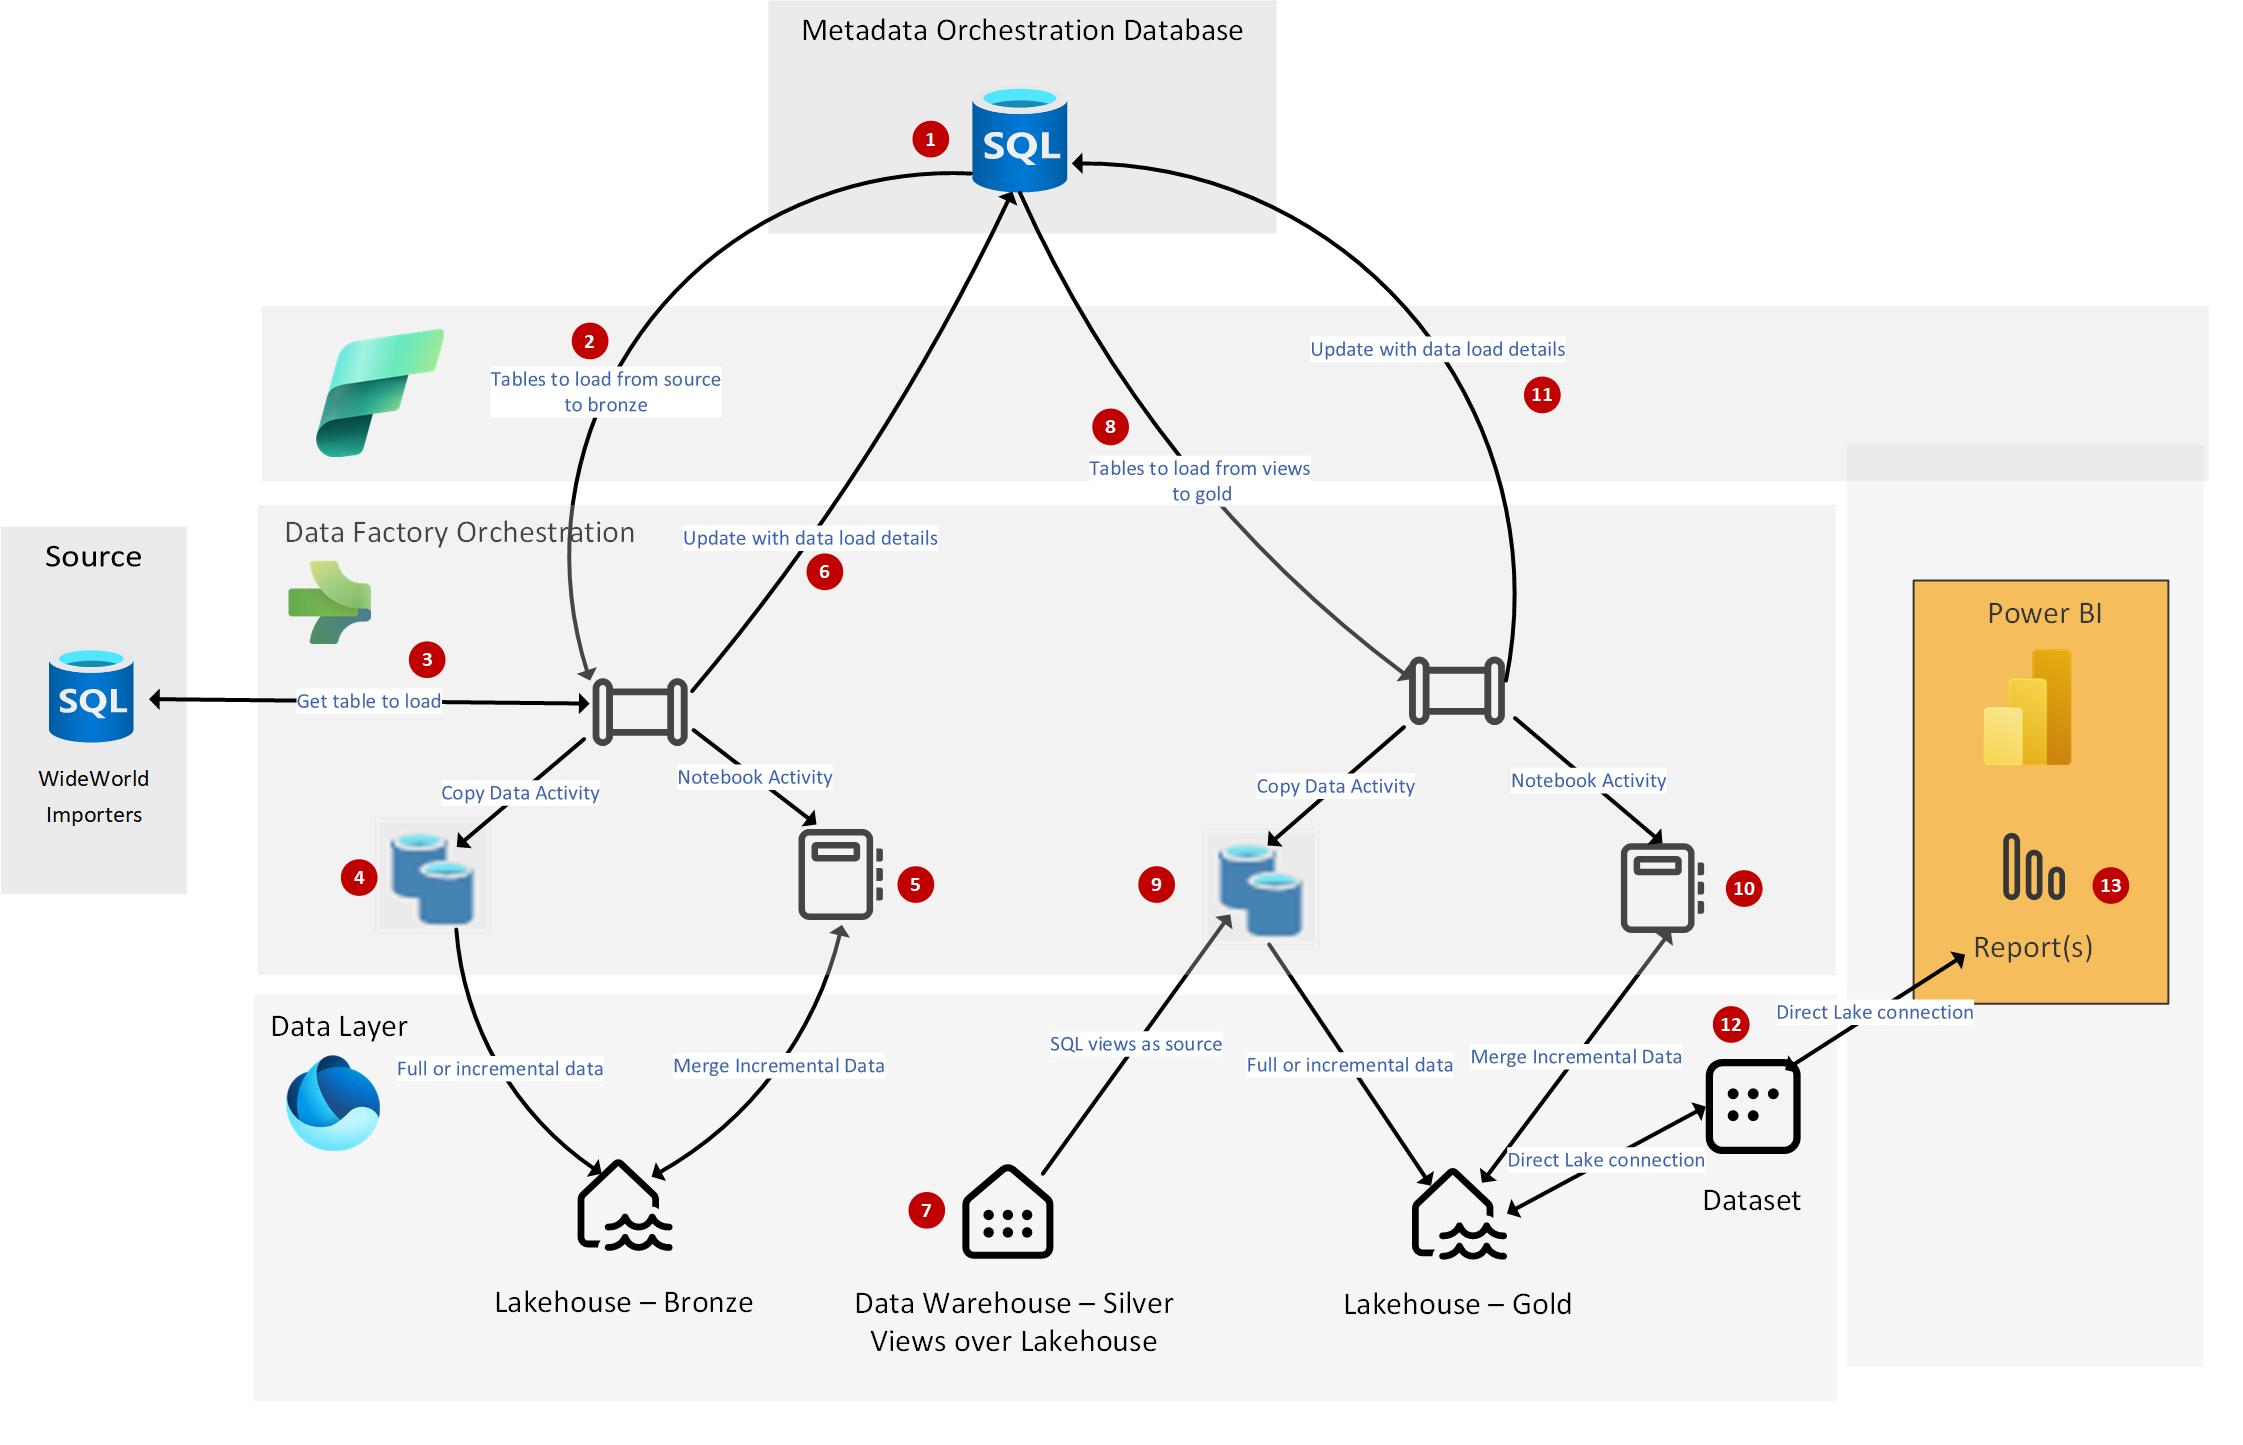 Metadata Orchestration Database
1
SQL
2
Tables to load from source
to bronze
Update with data load details
11
8
Tables to load from views
to gold
Data Factory Orchestration
Update with data load details
6
Source
SQL
WideWorld
Importers
3
Get table to load
Copy Data Activity
Notebook Activity
Copy Data Activity
Notebook Activity
4
5
9
10
Power BI
13
Report(s)
Data Layer
Full or incremental data
Merge Incremental Data
SQL views as source
Full or incremental data
Merge Incremental Data
12
Direct Lake connection
Direct Lake connection
Dataset
7
Lakehouse – Bronze
Data Warehouse – Silver
Views over Lakehouse
Lakehouse – Gold